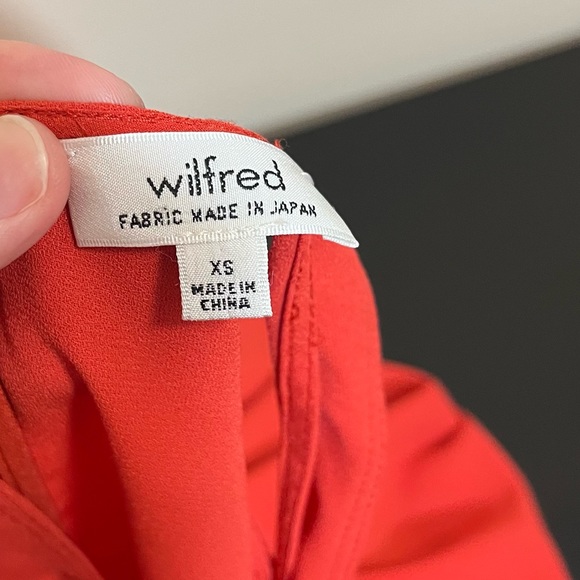 wilfred
FABRIC MADE IN JAPAN
XS
MADE IN
CHINA